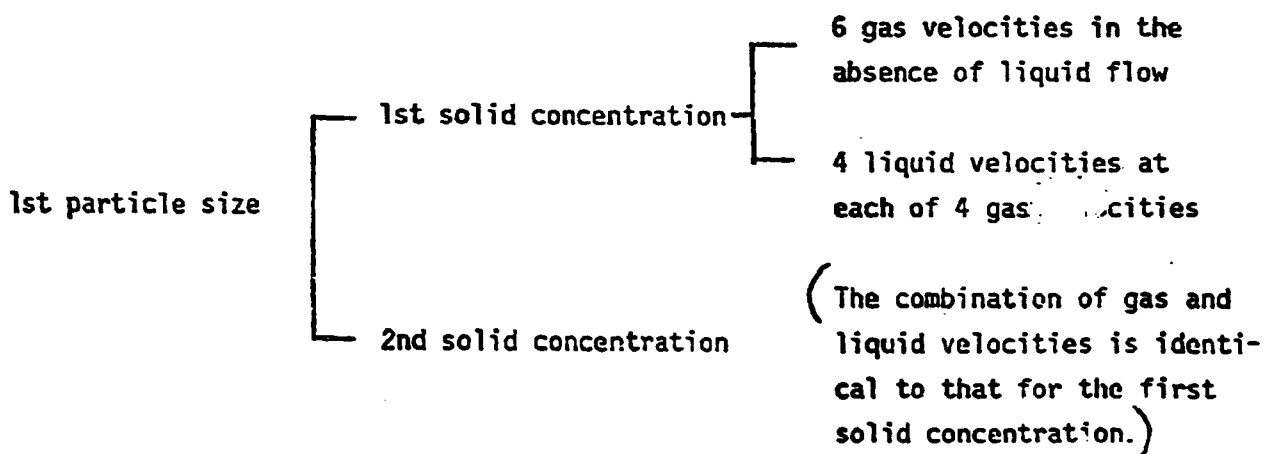 6 gas velocities in the
absence of liquid flow
1st solid concentration
4 liquid velocities at
each of 4 gas
1st particle size
(The combination of gas and
2nd solid concentration
liquid velocities is identi-
cal to that for the first
solid concentration.)